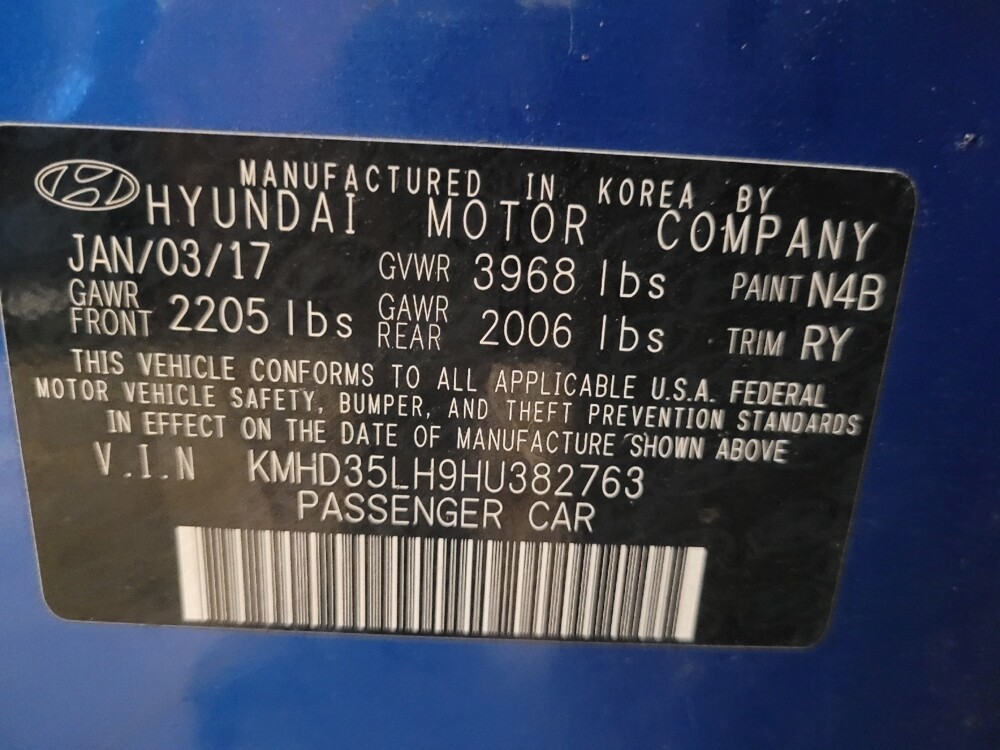 MANUFACTURED IN KOREA BY
HYUNDAI MOTOR COMPANY
JAN/03/17 GVWR 3968 lbs PAINT N4B
GAWR FRONT 2205 lbs GAWR REAR 2006 lbs TRIM RY
THIS VEHICLE CONFORMS TO ALL APPLICABLE U.S.A. FEDERAL
MOTOR VEHICLE SAFETY, BUMPER, AND THEFT PREVENTION STANDARDS
IN EFFECT ON THE DATE OF MANUFACTURE SHOWN ABOVE
V.I.N KMHD35LH9HU382763
PASSENGER CAR